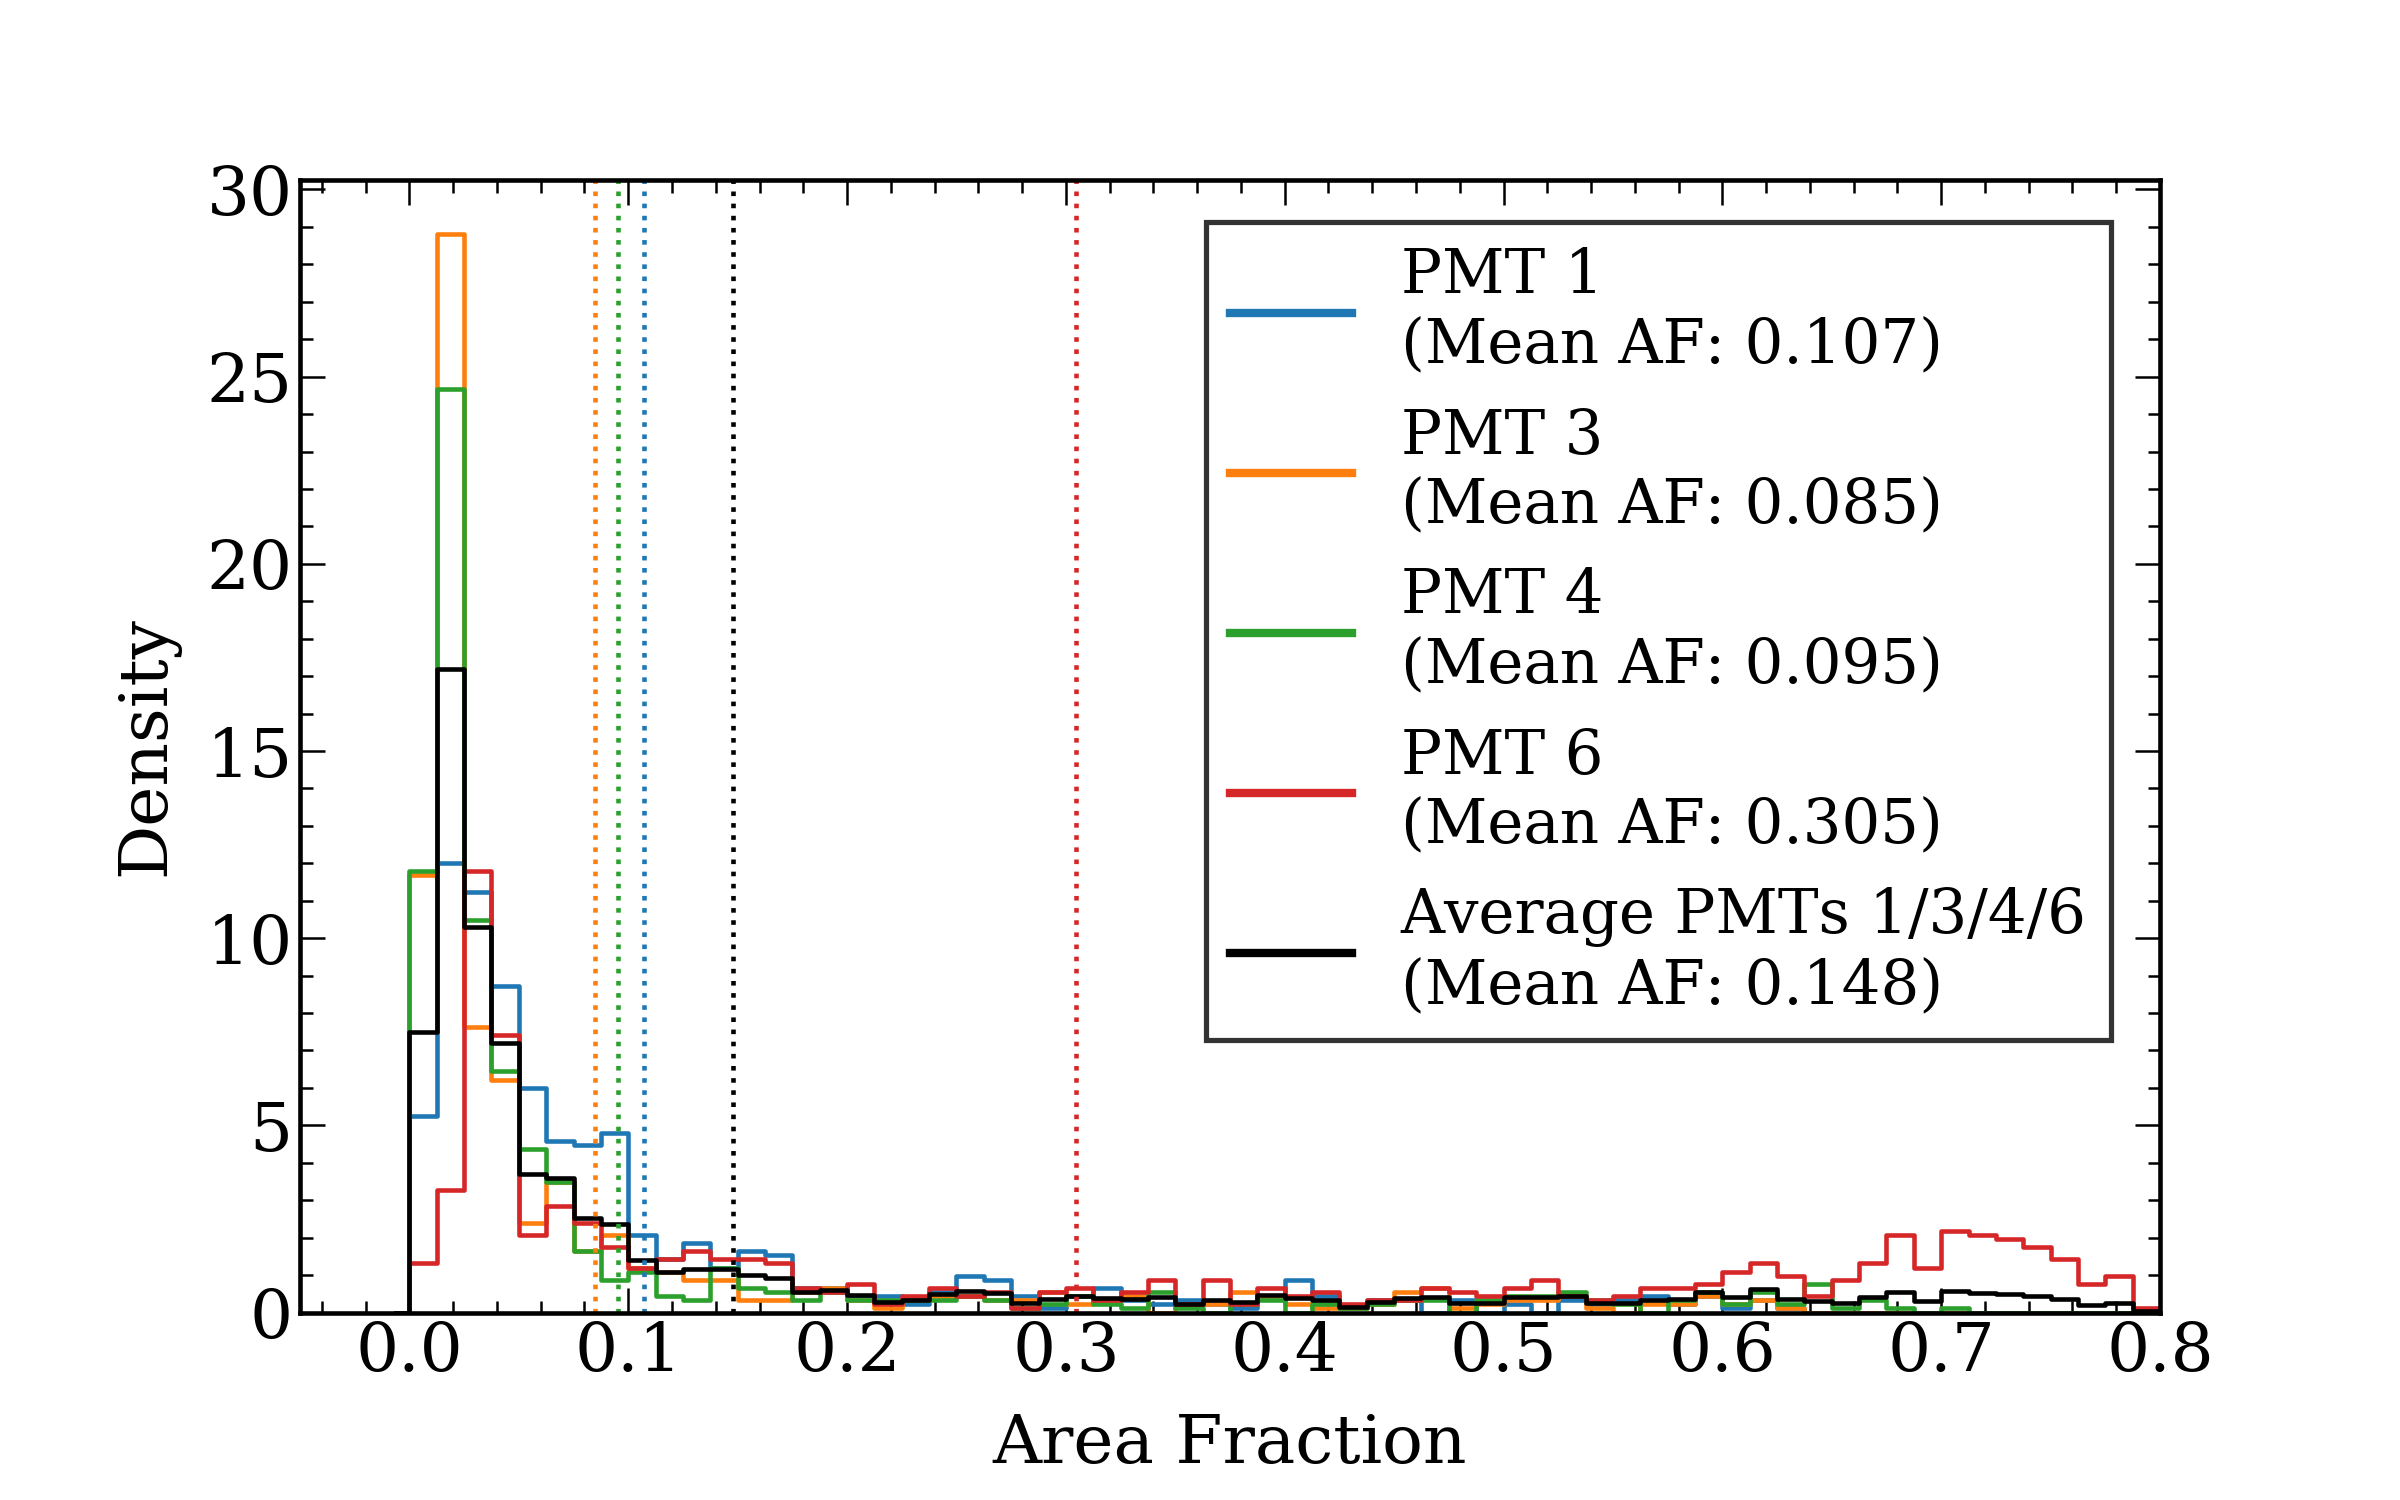 30
25
20
15
10
5
0
Density
PMT 1
(Mean AF: 0.107)
PMT 3
(Mean AF: 0.085)
PMT 4
(Mean AF: 0.095)
PMT 6
(Mean AF: 0.305)
Average PMTs 1/3/4/6
(Mean AF: 0.148)
0.0 0.1 0.2 0.3 0.4 0.5 0.6 0.7 0.8
Area Fraction